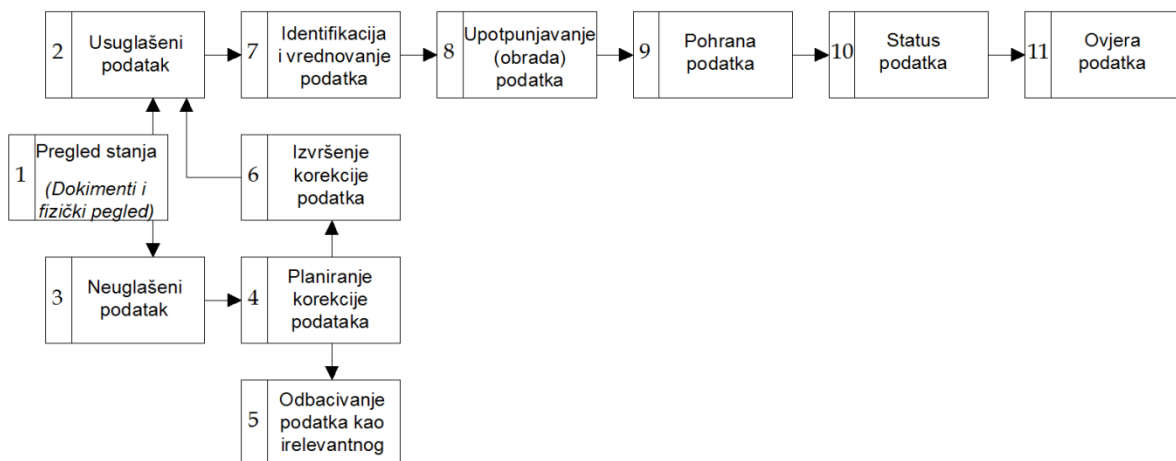 2
Usuglašeni
podatak
7
Identifikacija
i vrednovanje
podatka
8
Upotpunjavanje
(obrada)
podatka
9
Pohrana
podatka
10
Status
podatka
11
Ovjera
podatka
1
Pregled stanja
(Dokimenti i
fizički pegled)
6
Izvršenje
korekcije
podatka
3
Neuglašeni
podatak
4
Planiranje
korekcije
podataka
5
Odbacivanje
podatka kao
irelevantnog